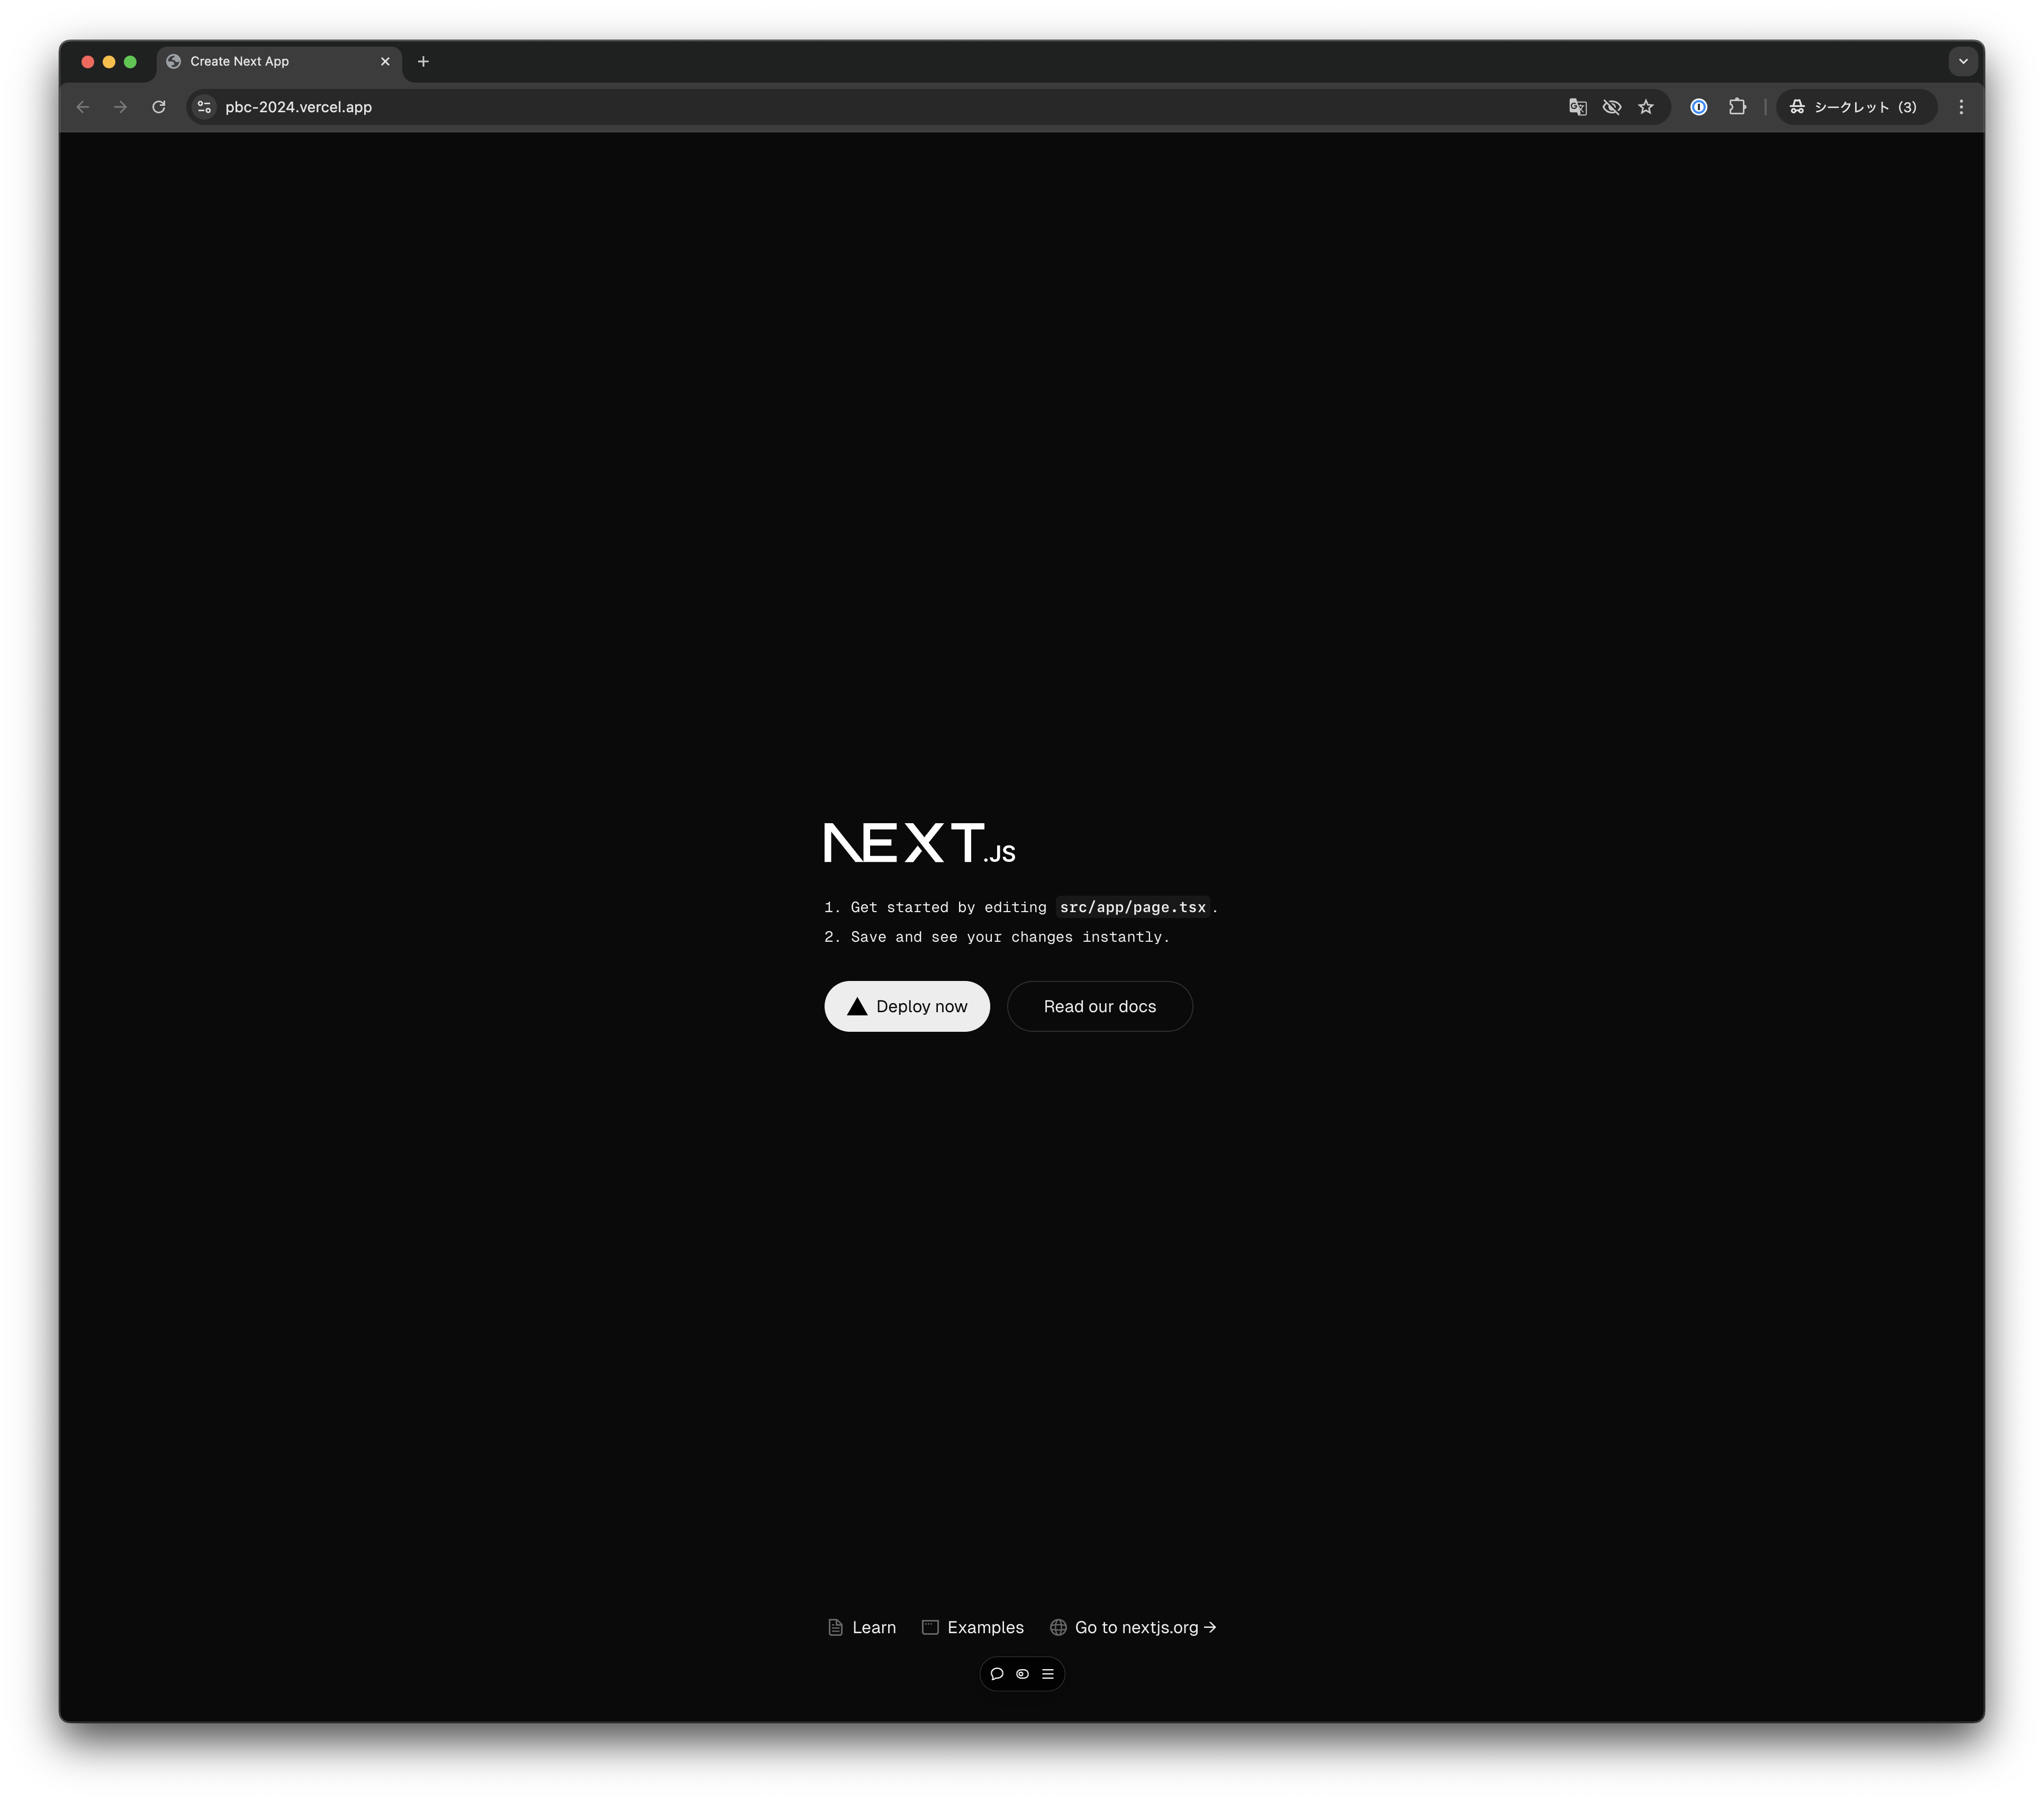 Create Next App
pbc-2024.vercel.app
シークレット (3)
NEXT.JS
1. Get started by editing src/app/page.tsx.
2. Save and see your changes instantly.
Deploy now
Read our docs
Learn
Examples
Go to nextjs.org →